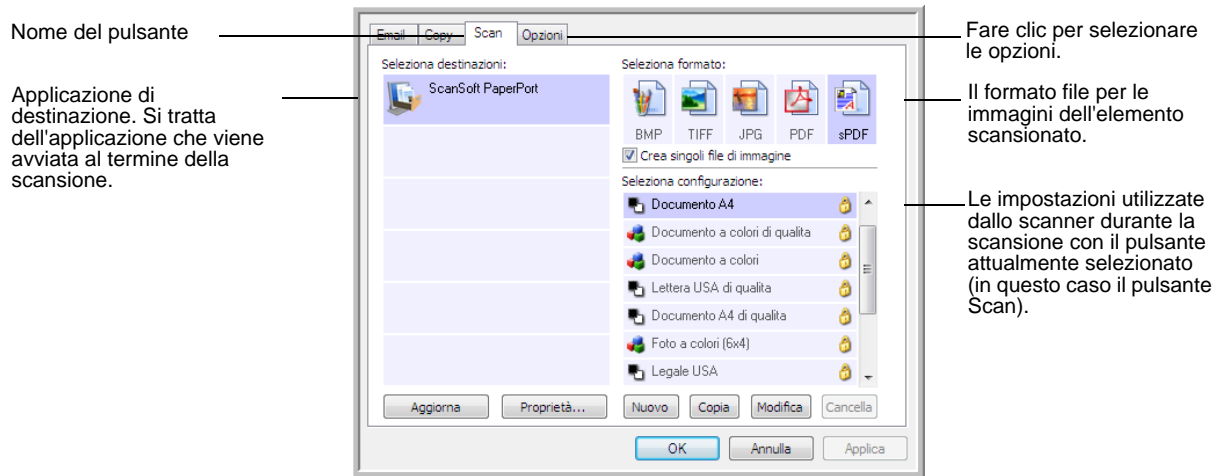 Nome del pulsante
Applicazione di
destinazione. Si tratta
dell'applicazione che viene
avviata al termine della
scansione.
Email Copy Scan Opzioni
Seleziona destinazioni:
ScanSoft PaperPort
Aggiorna Proprietà...
Seleziona formato:
BMP TIFF JPG PDF sPDF
Crea singoli file di immagine
Seleziona configurazione:
Documento A4
Documento a colori di qualita
Documento a colori
Lettera USA di qualita
Documento A4 di qualita
Foto a colori (6x4)
Legale USA
Nuovo Copia Modifica Cancella
OK Annulla Applica
Fare clic per selezionare
le opzioni.
Il formato file per le
immagini dell'elemento
scansionato.
Le impostazioni utilizzate
dallo scanner durante la
scansione con il pulsante
attualmente selezionato
(in questo caso il pulsante
Scan).